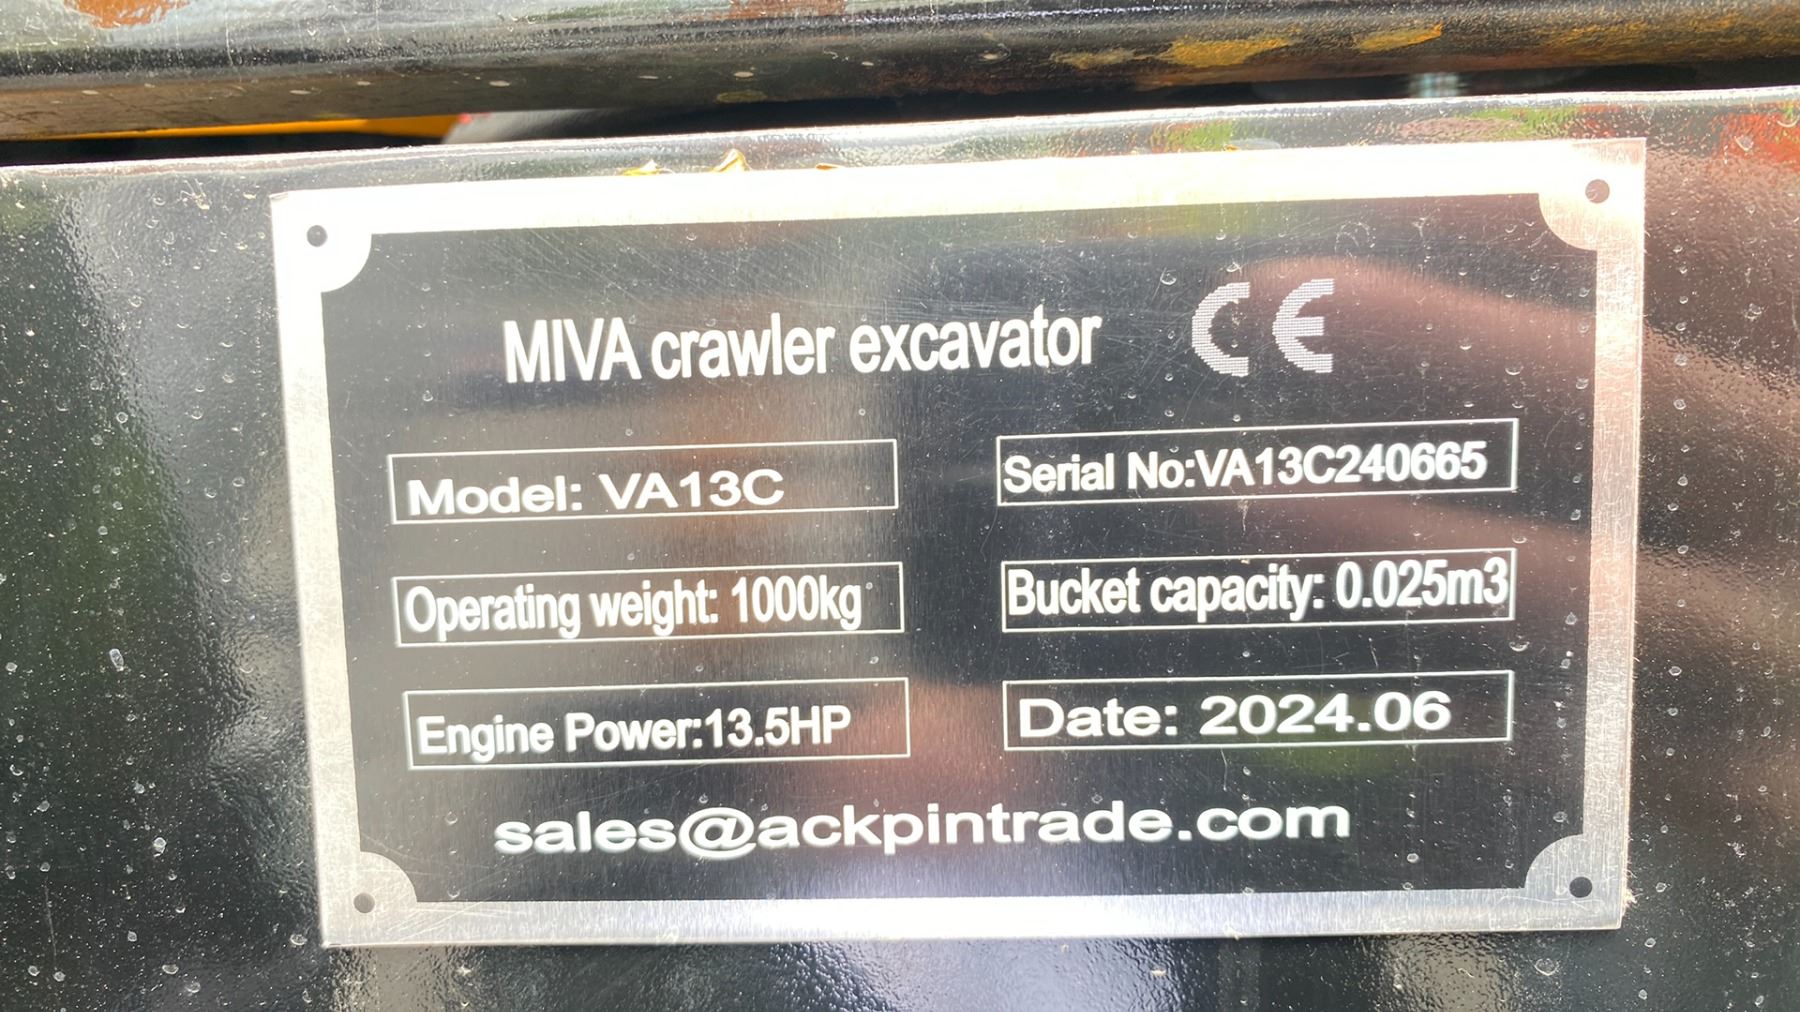 MIVA crawler excavator CE
Model: VA13C
Serial No:VA13C240665
Operating weight: 1000kg
Bucket capacity: 0.025m3
Engine Power:13.5HP
Date: 2024.06
sales@ackpintrade.com